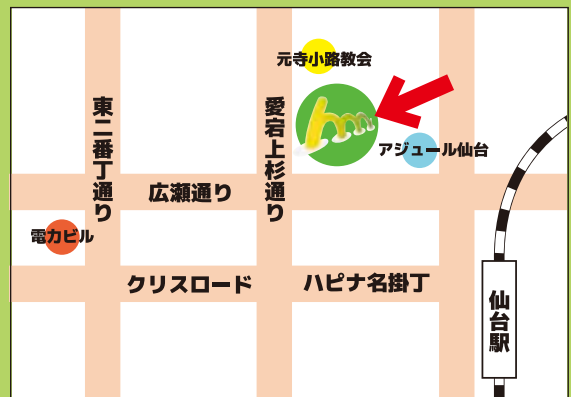 元寺小路教会
東二番丁通り
愛宕上杉通り
h
アジュール仙台
広瀬通り
電力ビル
クリスロード
ハピナ名掛丁
仙台駅